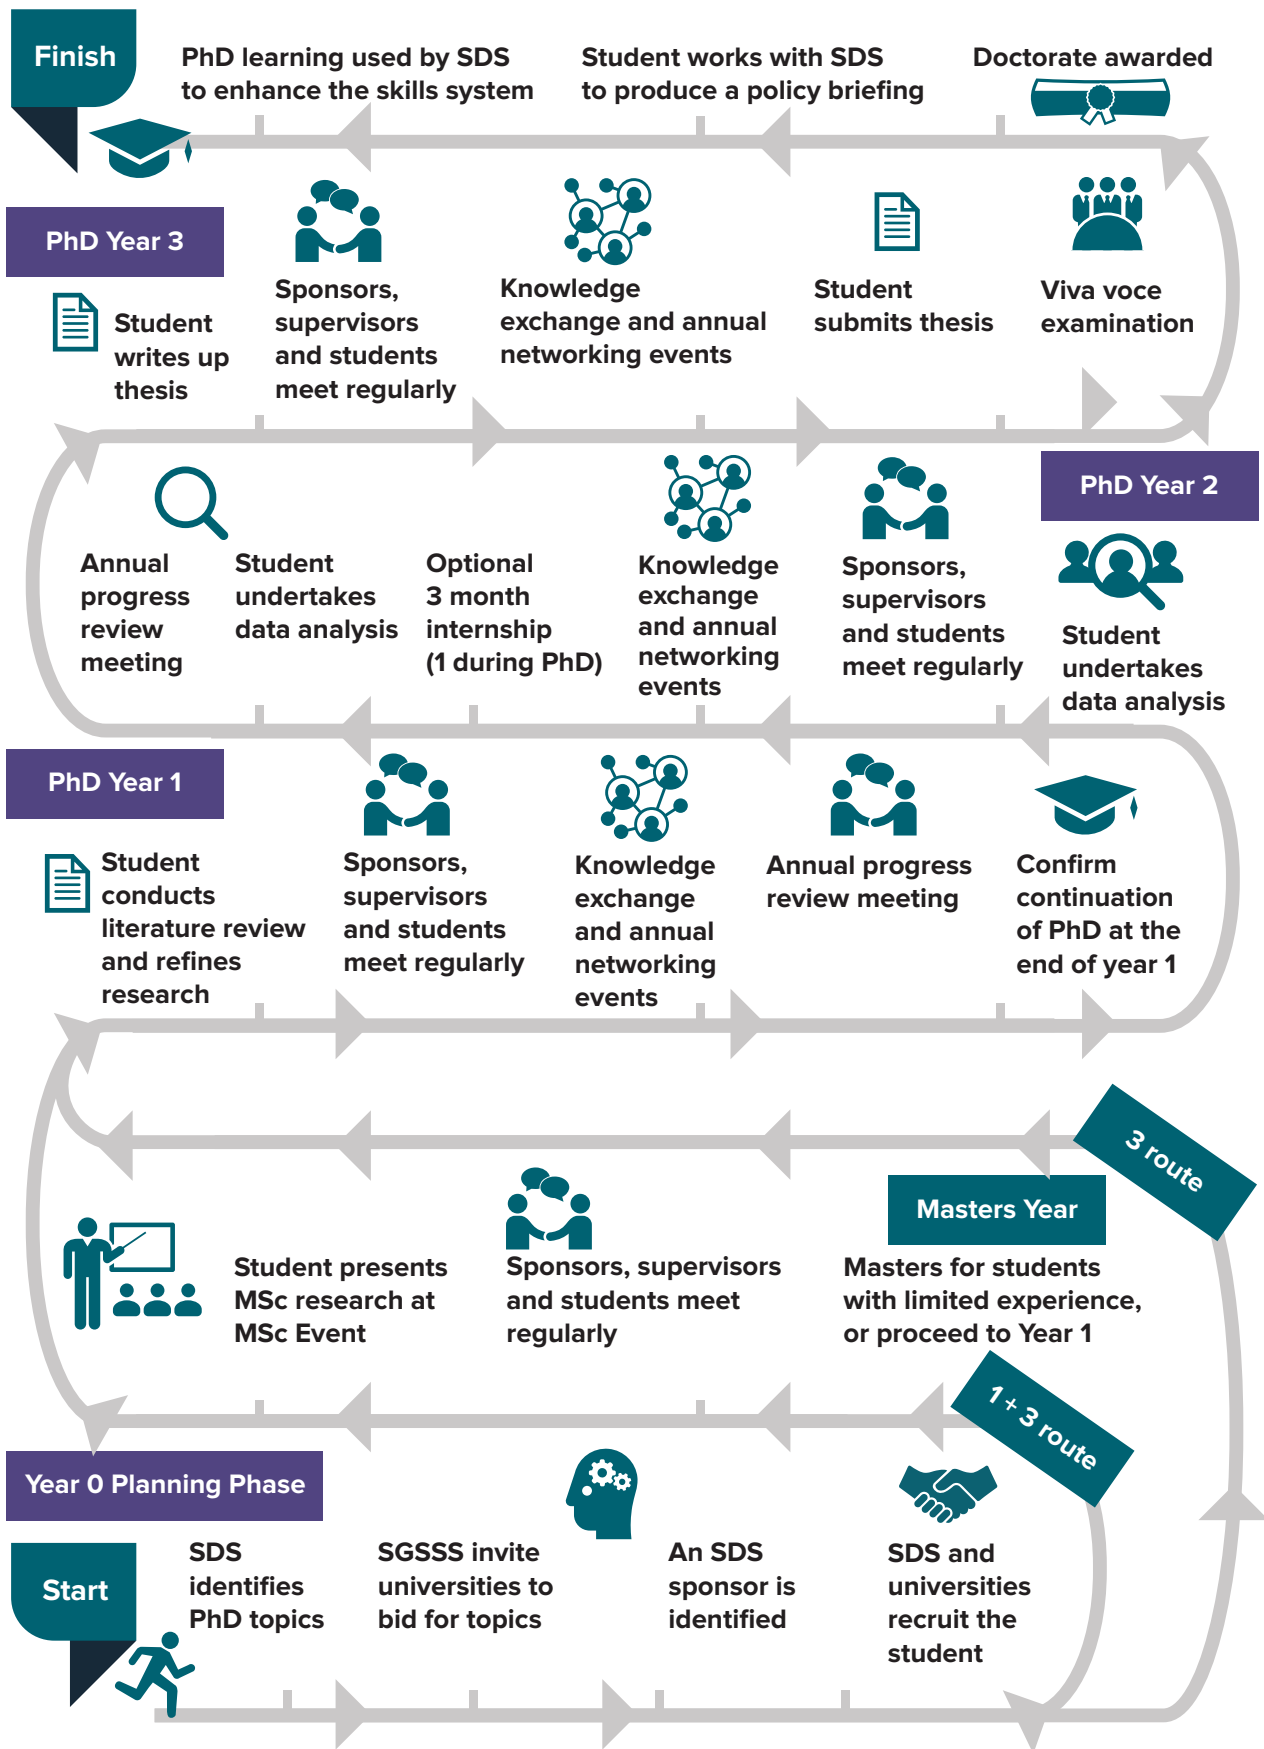 Finish
PhD learning used by SDS
to enhance the skills system
Student works with SDS
to produce a policy briefing
Doctorate awarded
PhD Year 3
Student
writes up
thesis
Sponsors,
supervisors
and students
meet regularly
Knowledge
exchange and annual
networking events
Student
submits thesis
Viva voce
examination
PhD Year 2
Annual
progress
review
meeting
Student
undertakes
data analysis
Optional
3 month
internship
(1 during PhD)
Knowledge
exchange
and annual
networking
events
Sponsors,
supervisors
and students
meet regularly
Student
undertakes
data analysis
PhD Year 1
Student
conducts
literature review
and refines
research
Sponsors,
supervisors
and students
meet regularly
Knowledge
exchange
and annual
networking
events
Annual progress
review meeting
Confirm
continuation
of PhD at the
end of year 1
3 route
Masters Year
Student presents
MSc research at
MSc Event
Sponsors, supervisors
and students meet
regularly
Masters for students
with limited experience,
or proceed to Year 1
1 + 3 route
Year 0 Planning Phase
Start
SDS
identifies
PhD topics
SGSSS invite
universities to
bid for topics
An SDS
sponsor is
identified
SDS and
universities
recruit the
student